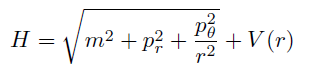 H = \sqrt{m^2 + p_r^2 + \frac{p_\theta^2}{r^2}} + V(r)